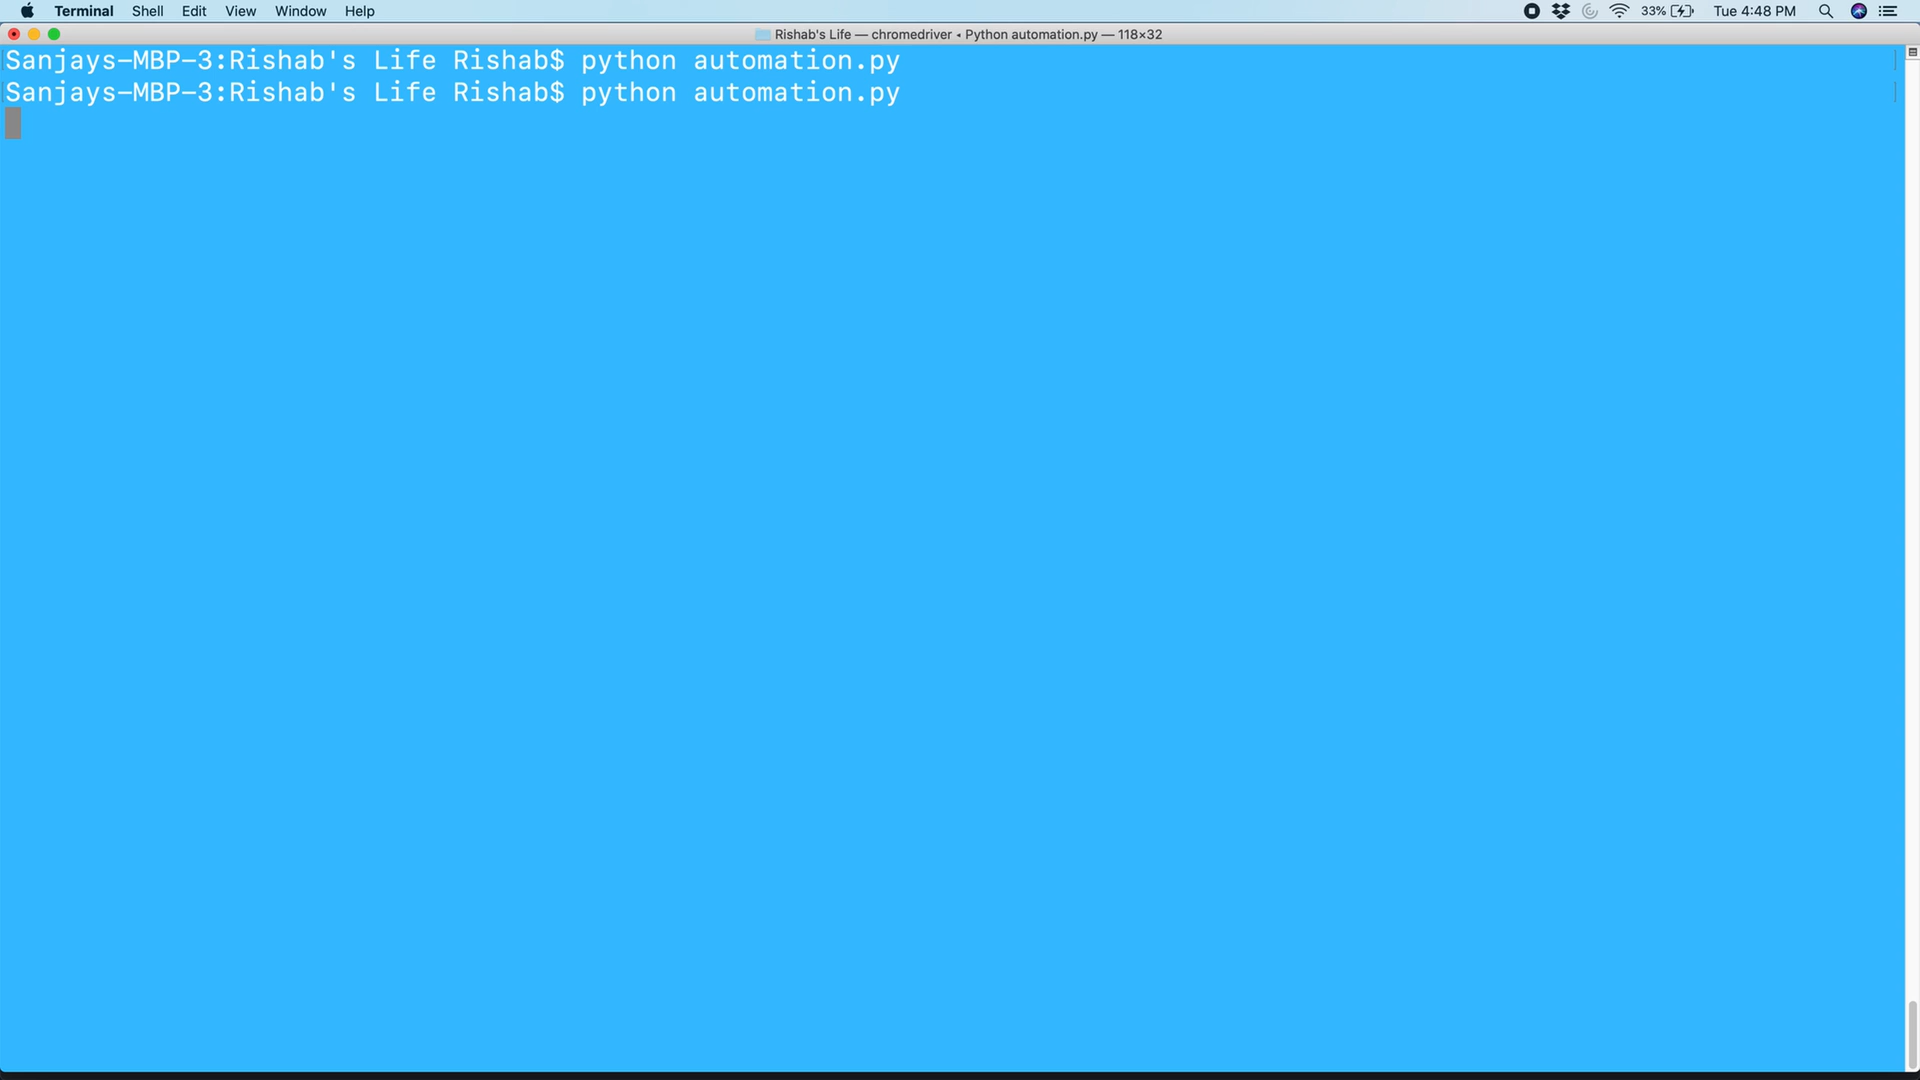 Terminal Shell Edit View Window Help 33% Tue 4:48 PM
Rishab's Life — chromedriver ◂ Python automation.py — 118×32
Sanjays-MBP-3:Rishab's Life Rishab$ python automation.py
Sanjays-MBP-3:Rishab's Life Rishab$ python automation.py